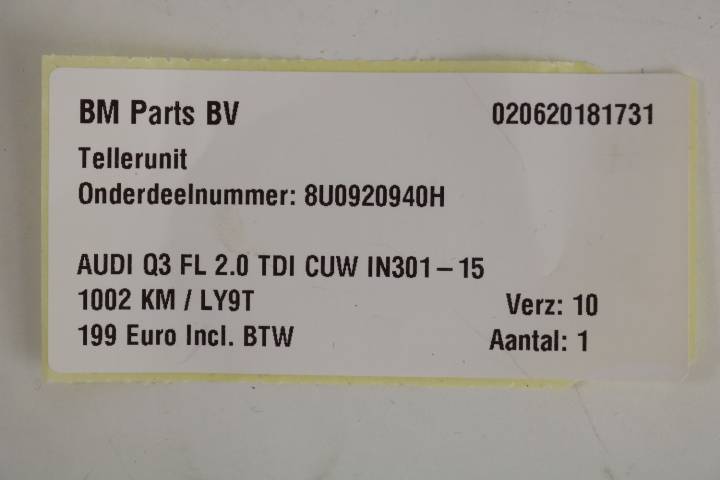 BM Parts BV 020620181731
Tellerunit
Onderdeelnummer: 8U0920940H
AUDI Q3 FL 2.0 TDI CUW IN301-15
1002 KM / LY9T Verz: 10
199 Euro Incl. BTW Aantal: 1